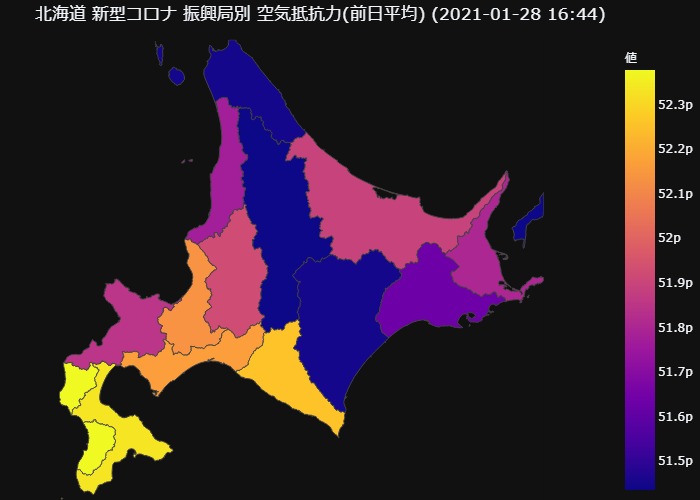 北海道 新型コロナ 振興局別 空気抵抗力(前日平均) (2021-01-28 16:44)
値
52.3p
52.2p
52.1p
52p
51.9p
51.8p
51.7p
51.6p
51.5p